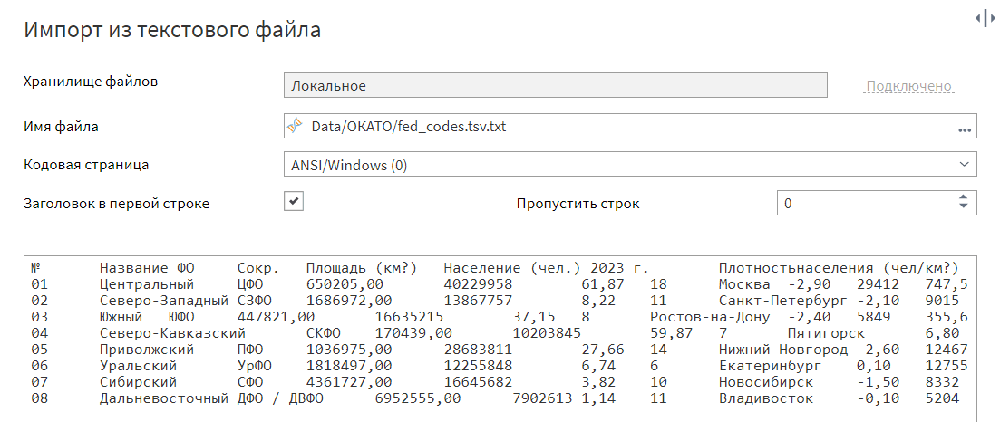 Импорт из текстового файла
Хранилище файлов Локальное Подключено
Имя файла Data/OKATO/fed_codes.tsv.txt ...
Кодовая страница ANSI/Windows (0)
Заголовок в первой строке Пропустить строк 0
№ Название ФО Сокр. Площадь (км?) Население (чел.) 2023 г. Плотностьнаселения (чел/км?)
01 Центральный ЦФО 650205,00 40229958 61,87 18 Москва -2,90 29412 747,5
02 Северо-Западный СЗФО 1686972,00 13867757 8,22 11 Санкт-Петербург -2,10 9015
03 Южный ЮФО 447821,00 16635215 37,15 8 Ростов-на-Дону -2,40 5849 355,6
04 Северо-Кавказский СКФО 170439,00 10203845 59,87 7 Пятигорск 6,80
05 Приволжский ПФО 1036975,00 28683811 27,66 14 Нижний Новгород -2,60 12467
06 Уральский УрФО 1818497,00 12255848 6,74 6 Екатеринбург 0,10 12755
07 Сибирский СФО 4361727,00 16645682 3,82 10 Новосибирск -1,50 8332
08 Дальневосточный ДФО / ДВФО 6952555,00 7902613 1,14 11 Владивосток -0,10 5204